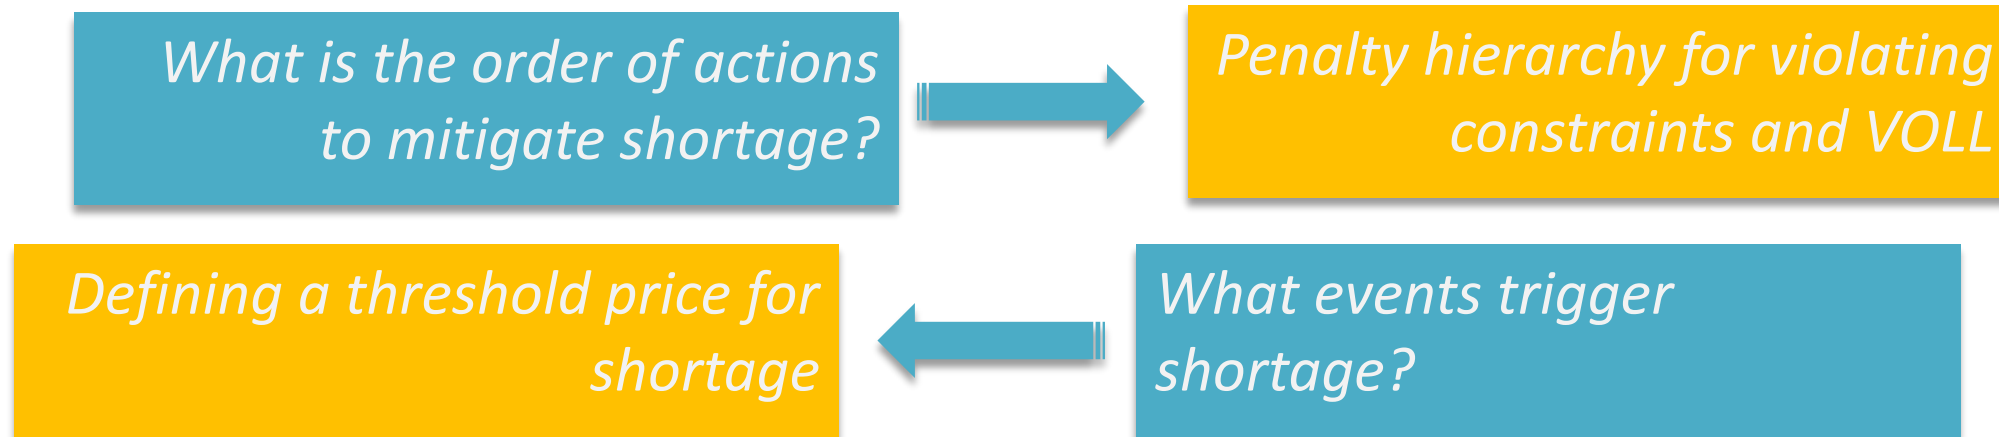 What is the order of actions
to mitigate shortage?
Penalty hierarchy for violating
constraints and VOLL
Defining a threshold price for
shortage
What events trigger
shortage?